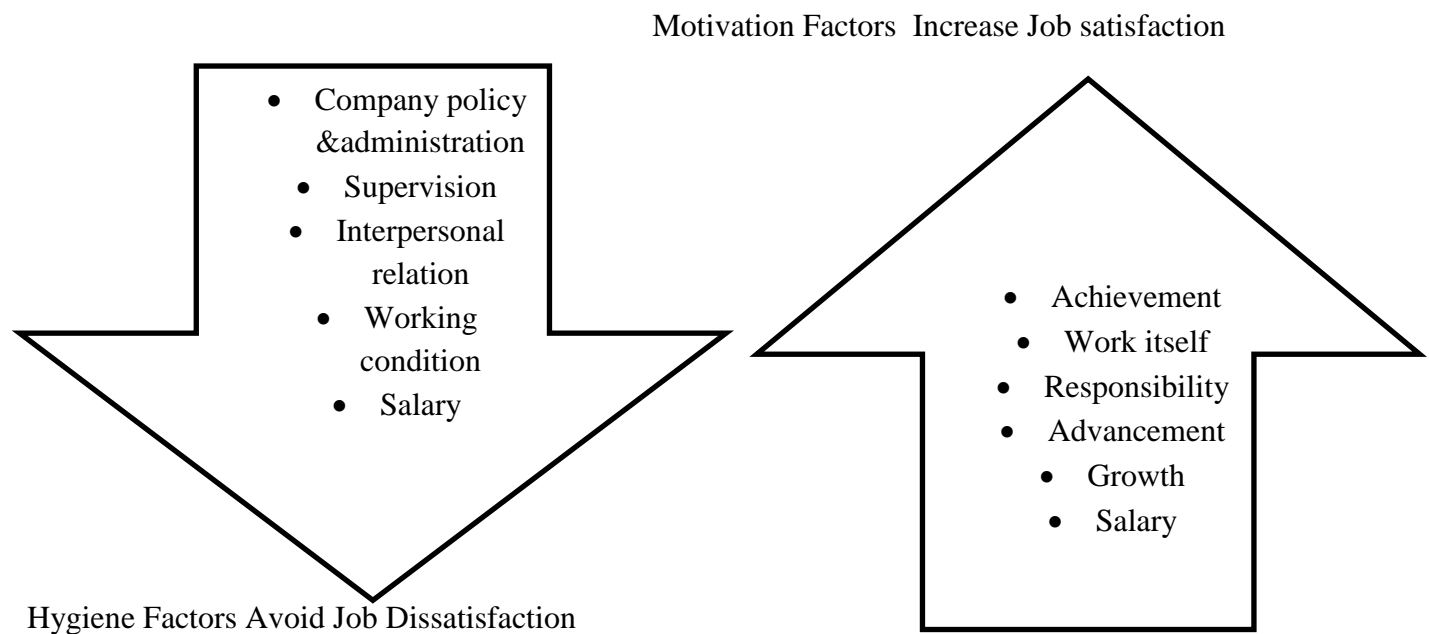 Motivation Factors  Increase Job satisfaction
• Company policy
&administration
• Supervision
• Interpersonal
relation
• Working
condition
• Salary
Hygiene Factors Avoid Job Dissatisfaction
• Achievement
• Work itself
• Responsibility
• Advancement
• Growth
• Salary